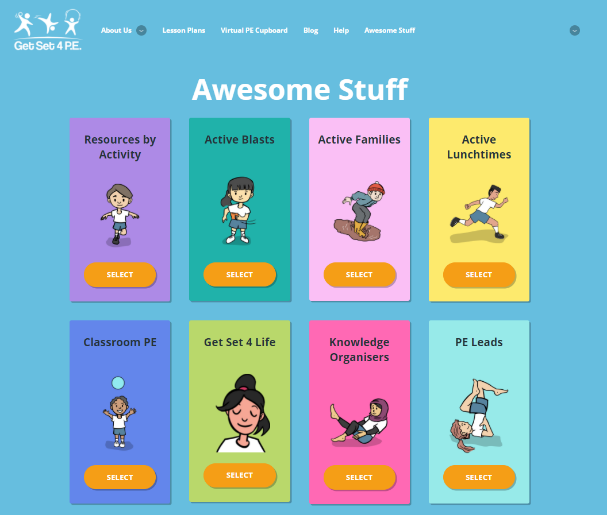 Get Set 4 P.E.
About Us
Lesson Plans
Virtual PE Cupboard
Blog
Help
Awesome Stuff
Awesome Stuff
Resources by
Activity
SELECT
Active Blasts
SELECT
Active Families
SELECT
Active
Lunchtimes
SELECT
Classroom PE
SELECT
Get Set 4 Life
SELECT
Knowledge
Organisers
SELECT
PE Leads
SELECT